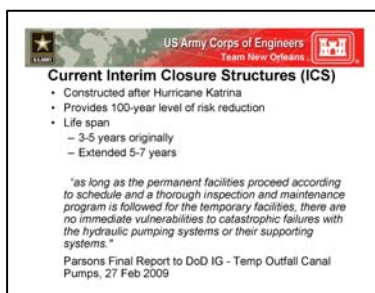 US Army Corps of Engineers
Team New Orleans
U.S. ARMY
Current Interim Closure Structures (ICS)
• Constructed after Hurricane Katrina
• Provides 100-year level of risk reduction
• Life span
– 3-5 years originally
– Extended 5-7 years
"as long as the permanent facilities proceed according
to schedule and a thorough inspection and maintenance
program is followed for the temporary facilities, there are
no immediate vulnerabilities to catastrophic failures with
the hydraulic pumping systems or their supporting
systems."
Parsons Final Report to DoD IG - Temp Outfall Canal
Pumps, 27 Feb 2009